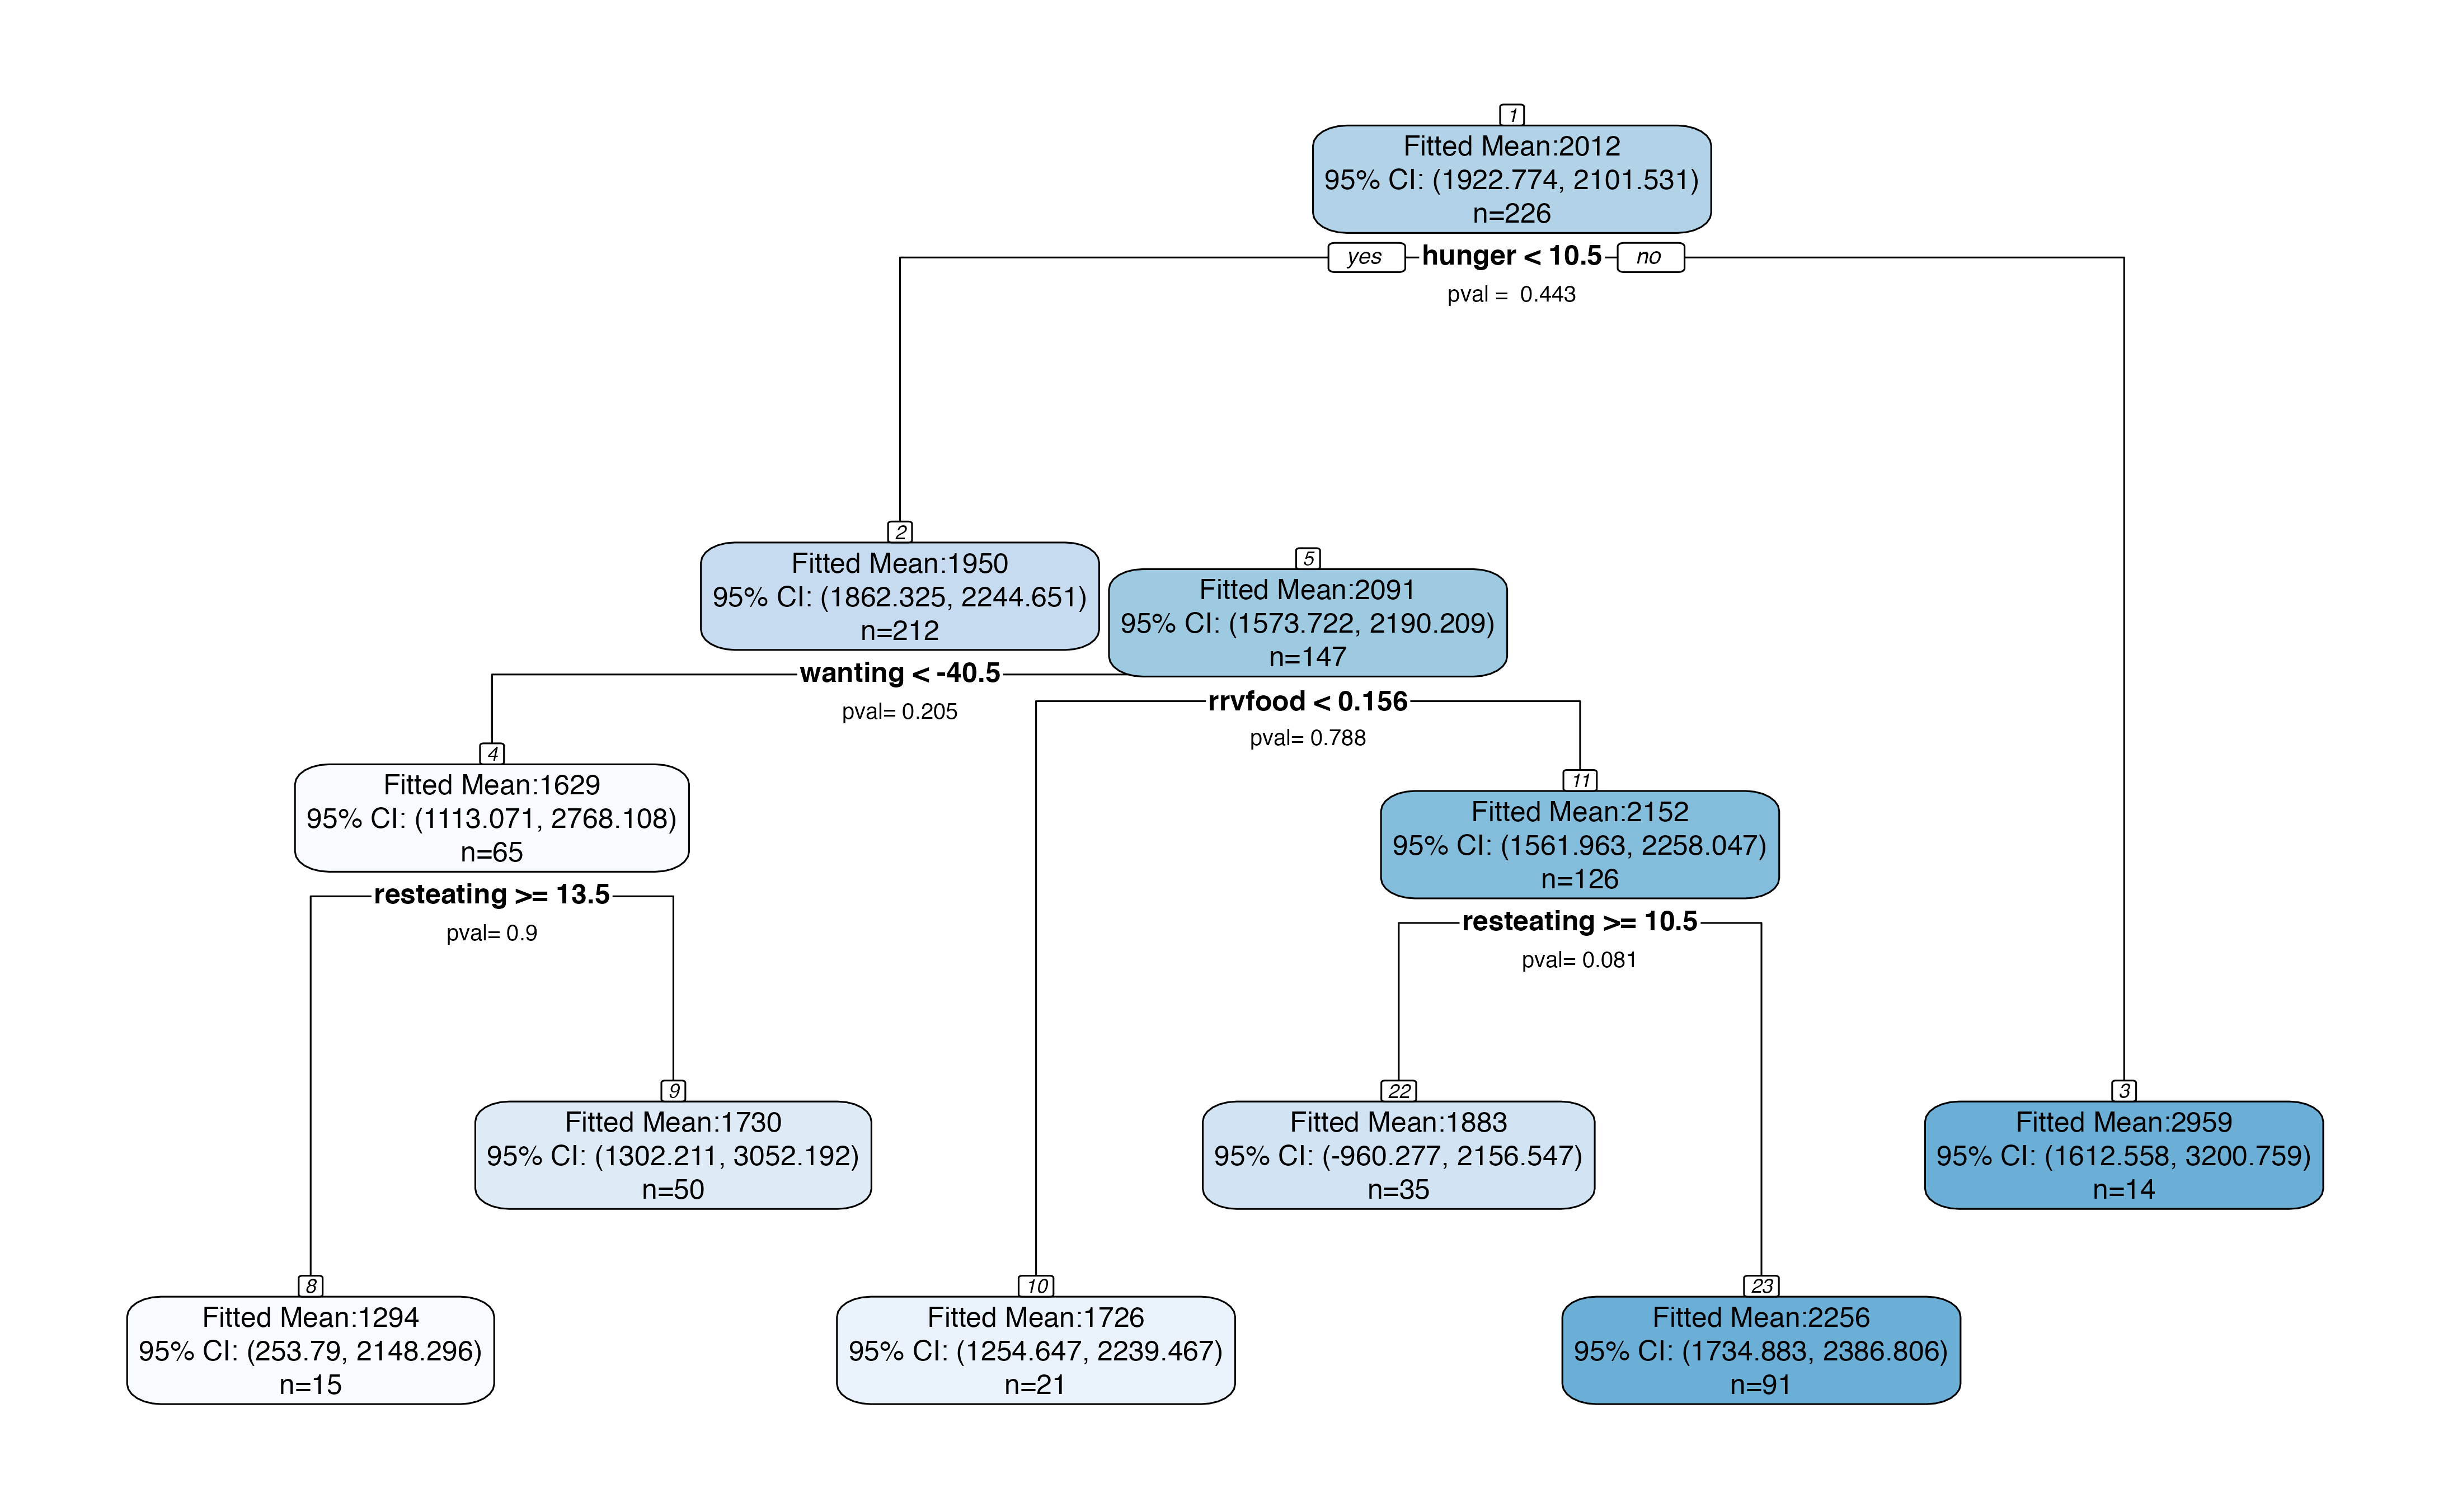 1
Fitted Mean:2012
95% CI: (1922.774, 2101.531)
n=226
yes hunger < 10.5 no
pval = 0.443
2
Fitted Mean:1950
95% CI: (1862.325, 2244.651)
n=212
wanting < -40.5
pval= 0.205
5
Fitted Mean:2091
95% CI: (1573.722, 2190.209)
n=147
rrvfood < 0.156
pval= 0.788
4
Fitted Mean:1629
95% CI: (1113.071, 2768.108)
n=65
resteating >= 13.5
pval= 0.9
11
Fitted Mean:2152
95% CI: (1561.963, 2258.047)
n=126
resteating >= 10.5
pval= 0.081
9
Fitted Mean:1730
95% CI: (1302.211, 3052.192)
n=50
22
Fitted Mean:1883
95% CI: (-960.277, 2156.547)
n=35
3
Fitted Mean:2959
95% CI: (1612.558, 3200.759)
n=14
8
Fitted Mean:1294
95% CI: (253.79, 2148.296)
n=15
10
Fitted Mean:1726
95% CI: (1254.647, 2239.467)
n=21
23
Fitted Mean:2256
95% CI: (1734.883, 2386.806)
n=91